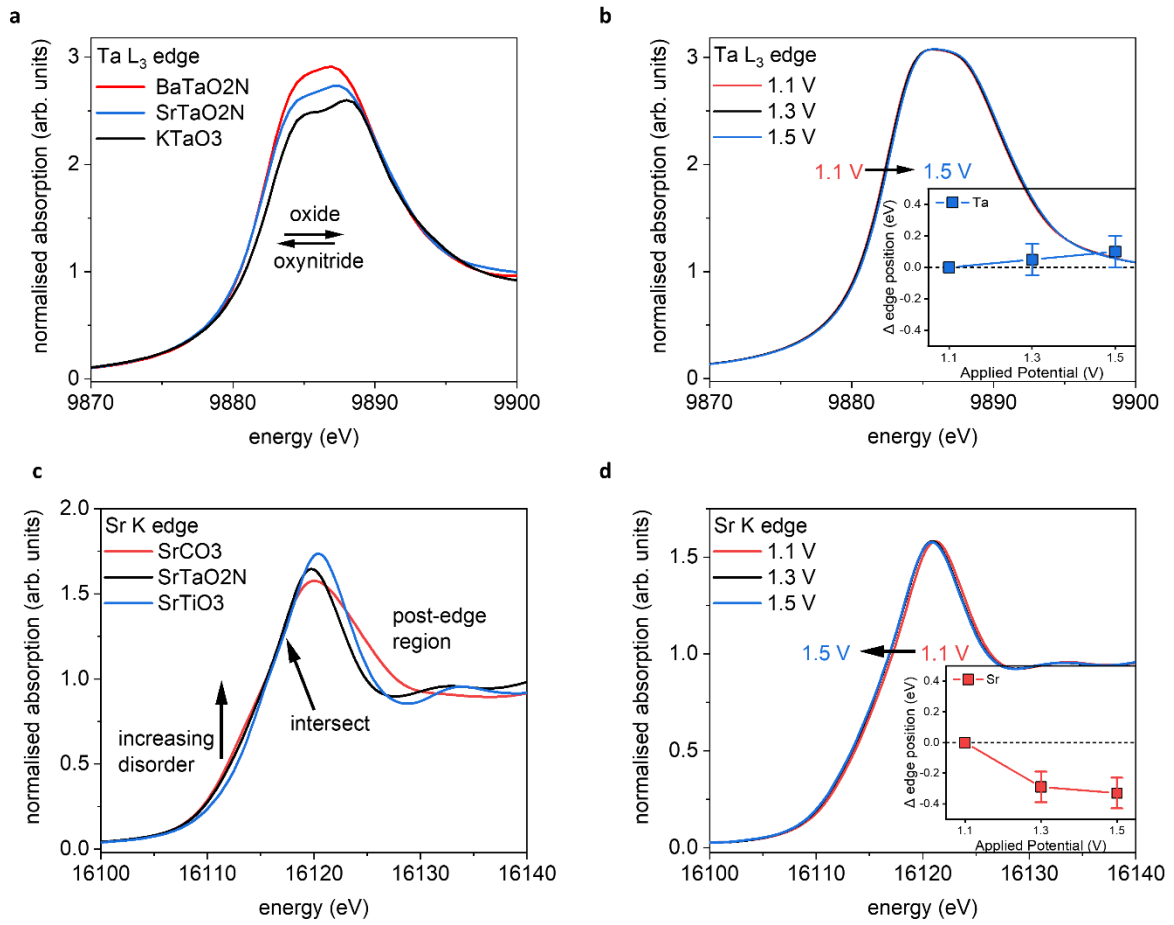 a
Ta L₃ edge
BaTaO2N
SrTaO2N
KTaO3
oxide
oxynitride
normalised absorption (arb. units)
0
1
2
3
9870
9880
9890
9900
energy (eV)
b
Ta L₃ edge
1.1 V
1.3 V
1.5 V
1.1 V
1.5 V
normalised absorption (arb. units)
0
1
2
3
9870
9880
9890
9900
energy (eV)
Ta
Δ edge position (eV)
0.4
0.2
0.0
-0.2
-0.4
1.1
1.3
1.5
Applied Potential (V)
c
Sr K edge
SrCO3
SrTaO2N
SrTiO3
post-edge
region
intersect
increasing
disorder
normalised absorption (arb. units)
0.0
0.5
1.0
1.5
2.0
16100
16110
16120
16130
16140
energy (eV)
d
Sr K edge
1.1 V
1.3 V
1.5 V
1.5 V
1.1 V
normalised absorption (arb. units)
0.0
0.5
1.0
1.5
16100
16110
16120
16130
16140
energy (eV)
Sr
Δ edge position (eV)
0.4
0.2
0.0
-0.2
-0.4
1.1
1.3
1.5
Applied Potential (V)